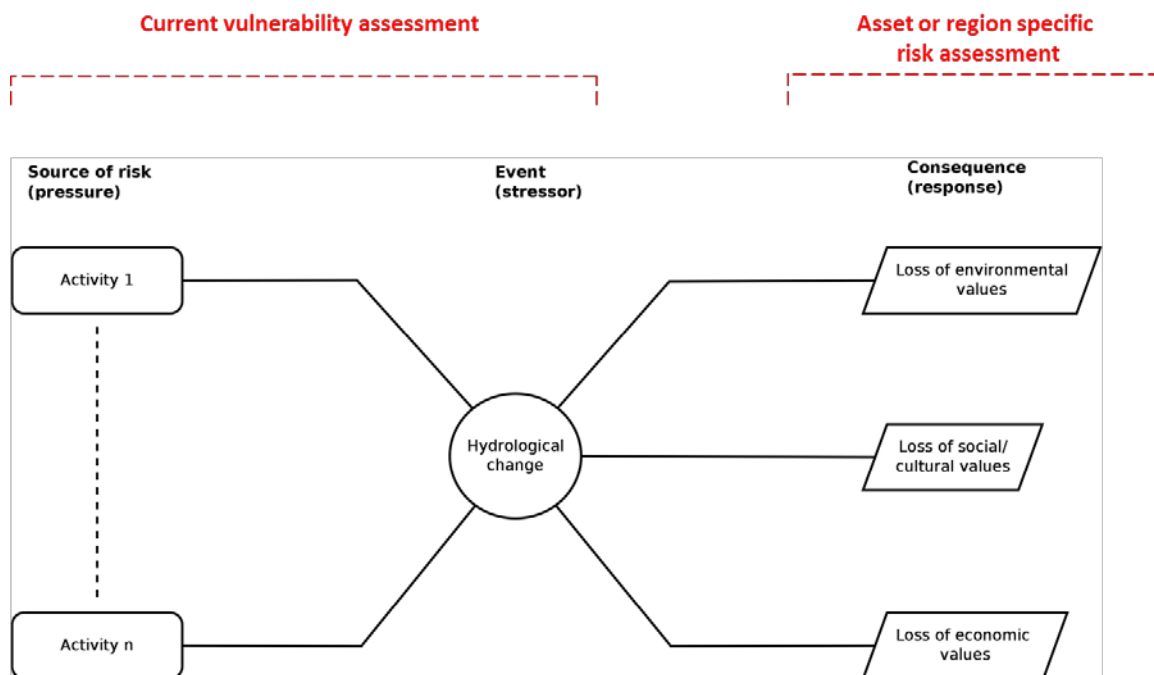 Current vulnerability assessment
Asset or region specific
risk assessment
Source of risk
(pressure)
Event
(stressor)
Consequence
(response)
Activity 1
Loss of environmental
values
Hydrological
change
Loss of social/
cultural values
Activity n
Loss of economic
values